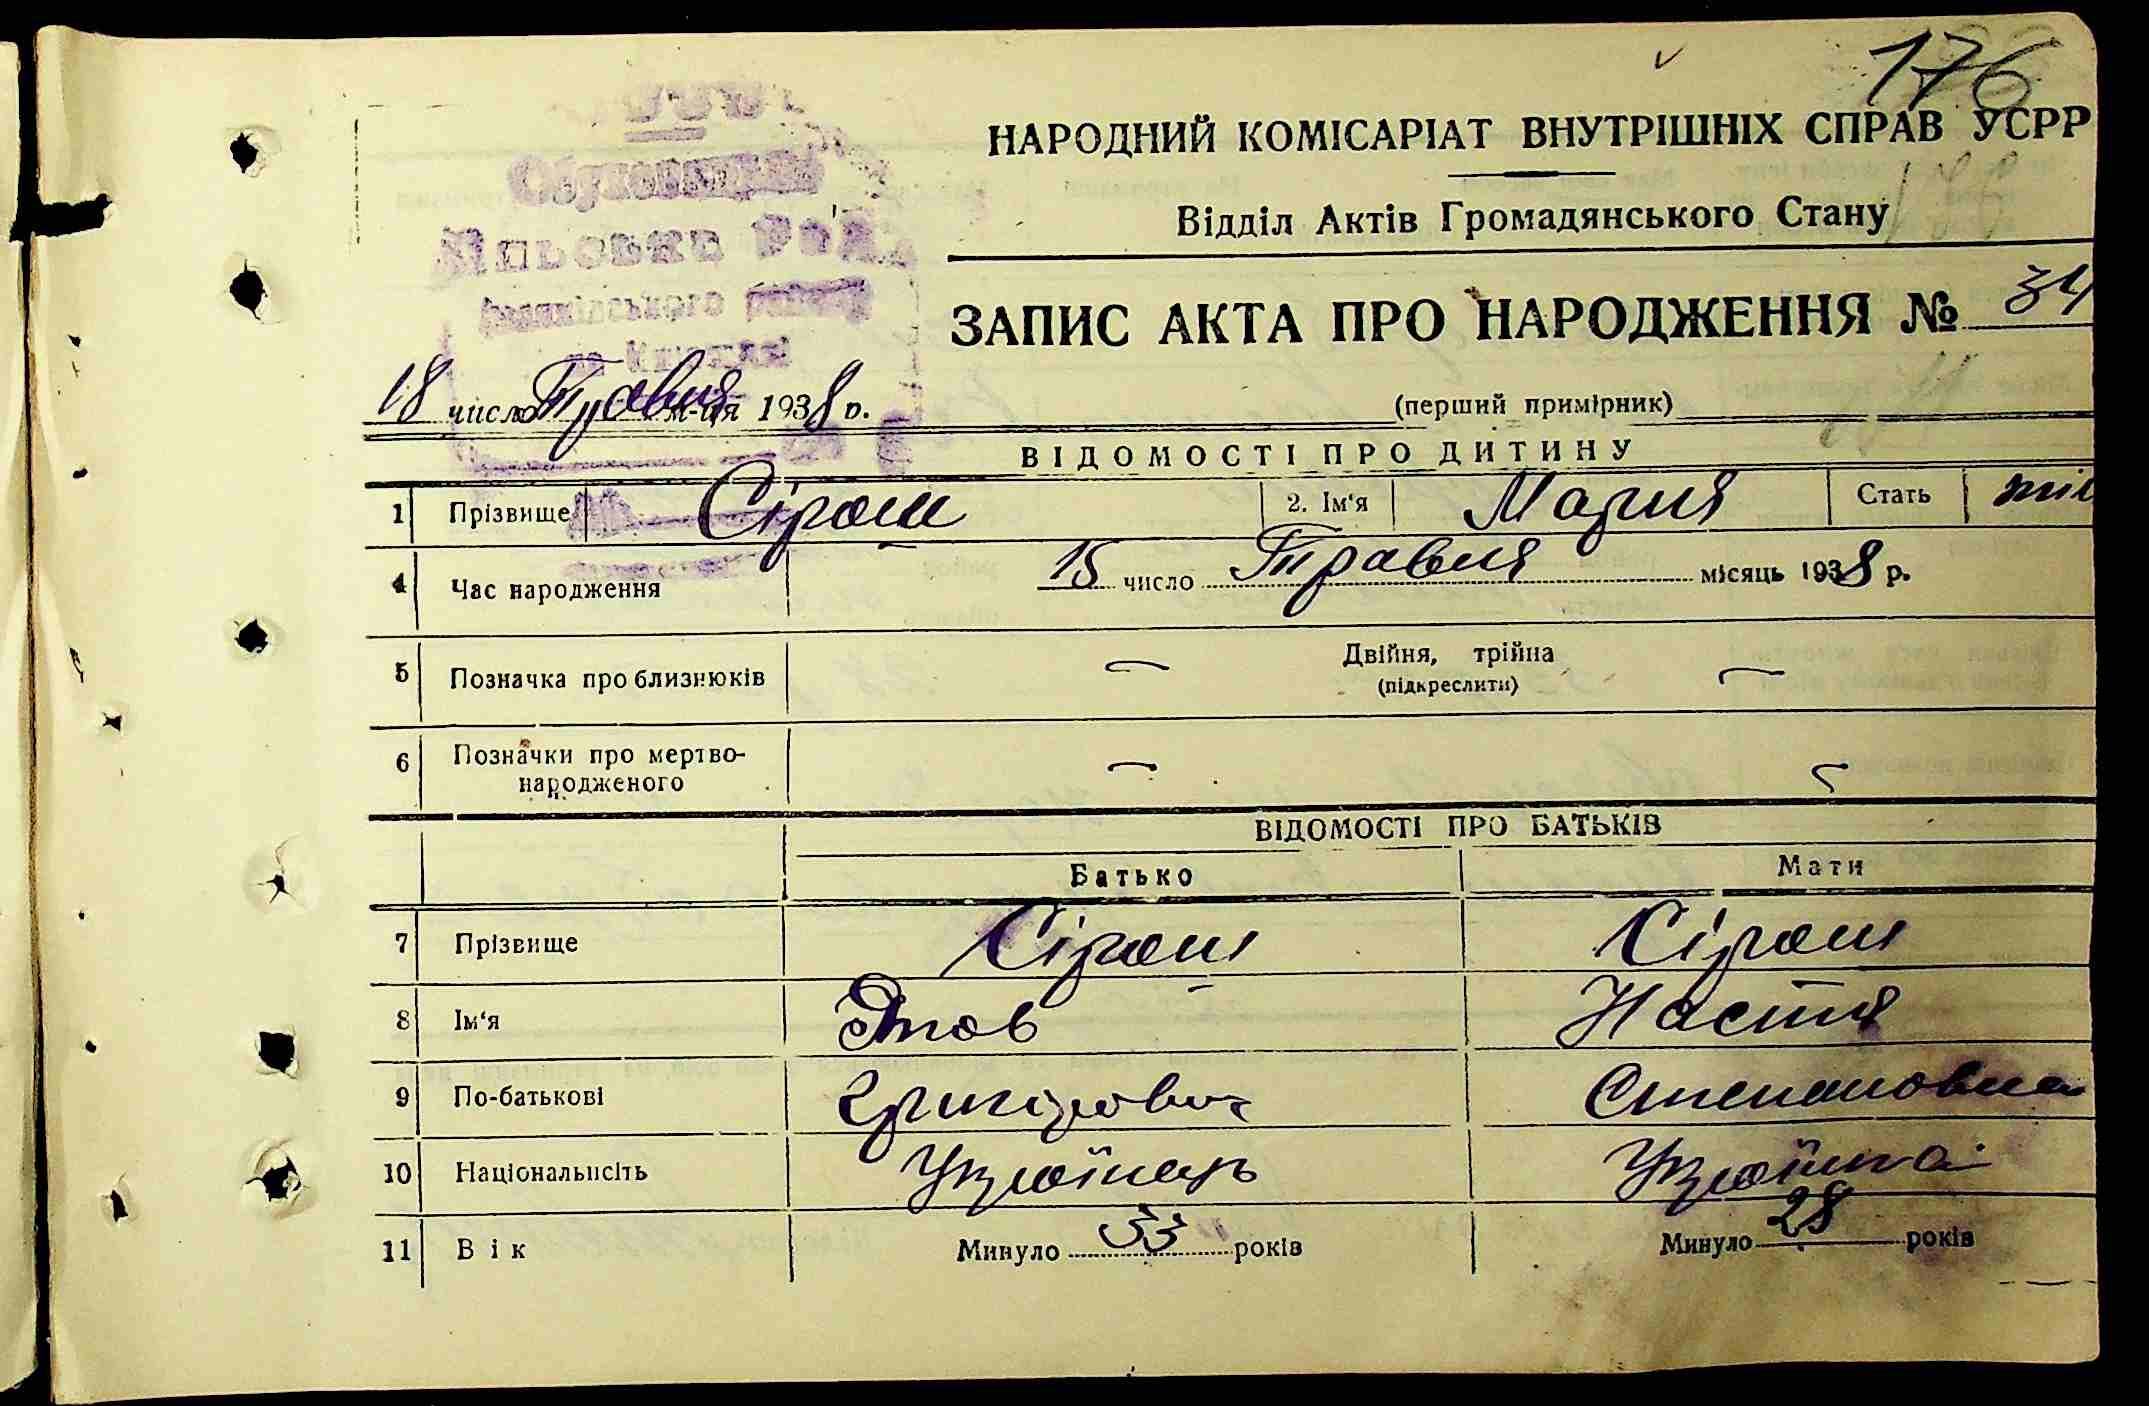 176
НАРОДНИЙ КОМІСАРІАТ ВНУТРІШНІХ СПРАВ УСРР
Відділ Актів Громадянського Стану
ЗАПИС АКТА ПРО НАРОДЖЕННЯ № 34
18 число Травня м-ця 1938 р.
(перший примірник)
ВІДОМОСТІ ПРО ДИТИНУ
1 Прізвище Сірош 2. Ім'я Мария Стать жін
4 Час народження 15 число Травня місяць 1938 р.
5 Позначка про близнюків — Двійня, трійна —
(підкреслити)
6 Позначки про мертво-
народженого — —
ВІДОМОСТІ ПРО БАТЬКІВ
Батько Мати
7 Прізвище Сірош Сірош
8 Ім'я Яков Настя
9 По-батькові Григорович Степановна
10 Національність Українець Українка
11 Вік Минуло 33 років Минуло 28 років